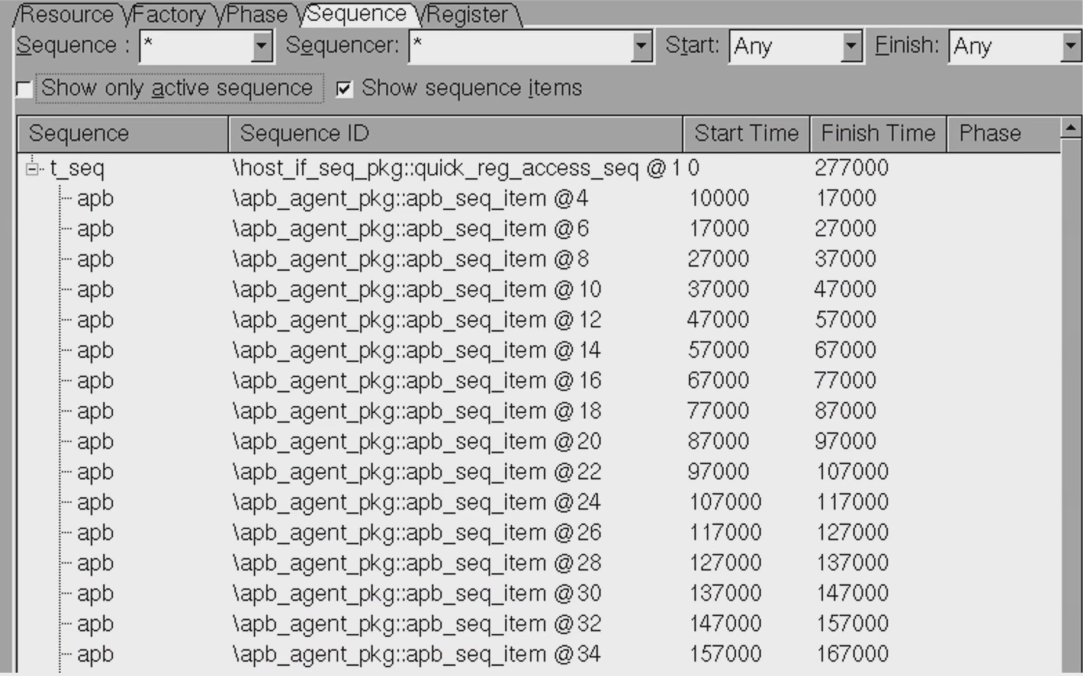 Resource Factory Phase Sequence Register
Sequence : * Sequencer: * Start: Any Finish: Any
Show only active sequence Show sequence items
Sequence Sequence ID Start Time Finish Time Phase
t_seq \host_if_seq_pkg::quick_reg_access_seq @1 0 277000
apb \apb_agent_pkg::apb_seq_item @4 10000 17000
apb \apb_agent_pkg::apb_seq_item @6 17000 27000
apb \apb_agent_pkg::apb_seq_item @8 27000 37000
apb \apb_agent_pkg::apb_seq_item @10 37000 47000
apb \apb_agent_pkg::apb_seq_item @12 47000 57000
apb \apb_agent_pkg::apb_seq_item @14 57000 67000
apb \apb_agent_pkg::apb_seq_item @16 67000 77000
apb \apb_agent_pkg::apb_seq_item @18 77000 87000
apb \apb_agent_pkg::apb_seq_item @20 87000 97000
apb \apb_agent_pkg::apb_seq_item @22 97000 107000
apb \apb_agent_pkg::apb_seq_item @24 107000 117000
apb \apb_agent_pkg::apb_seq_item @26 117000 127000
apb \apb_agent_pkg::apb_seq_item @28 127000 137000
apb \apb_agent_pkg::apb_seq_item @30 137000 147000
apb \apb_agent_pkg::apb_seq_item @32 147000 157000
apb \apb_agent_pkg::apb_seq_item @34 157000 167000